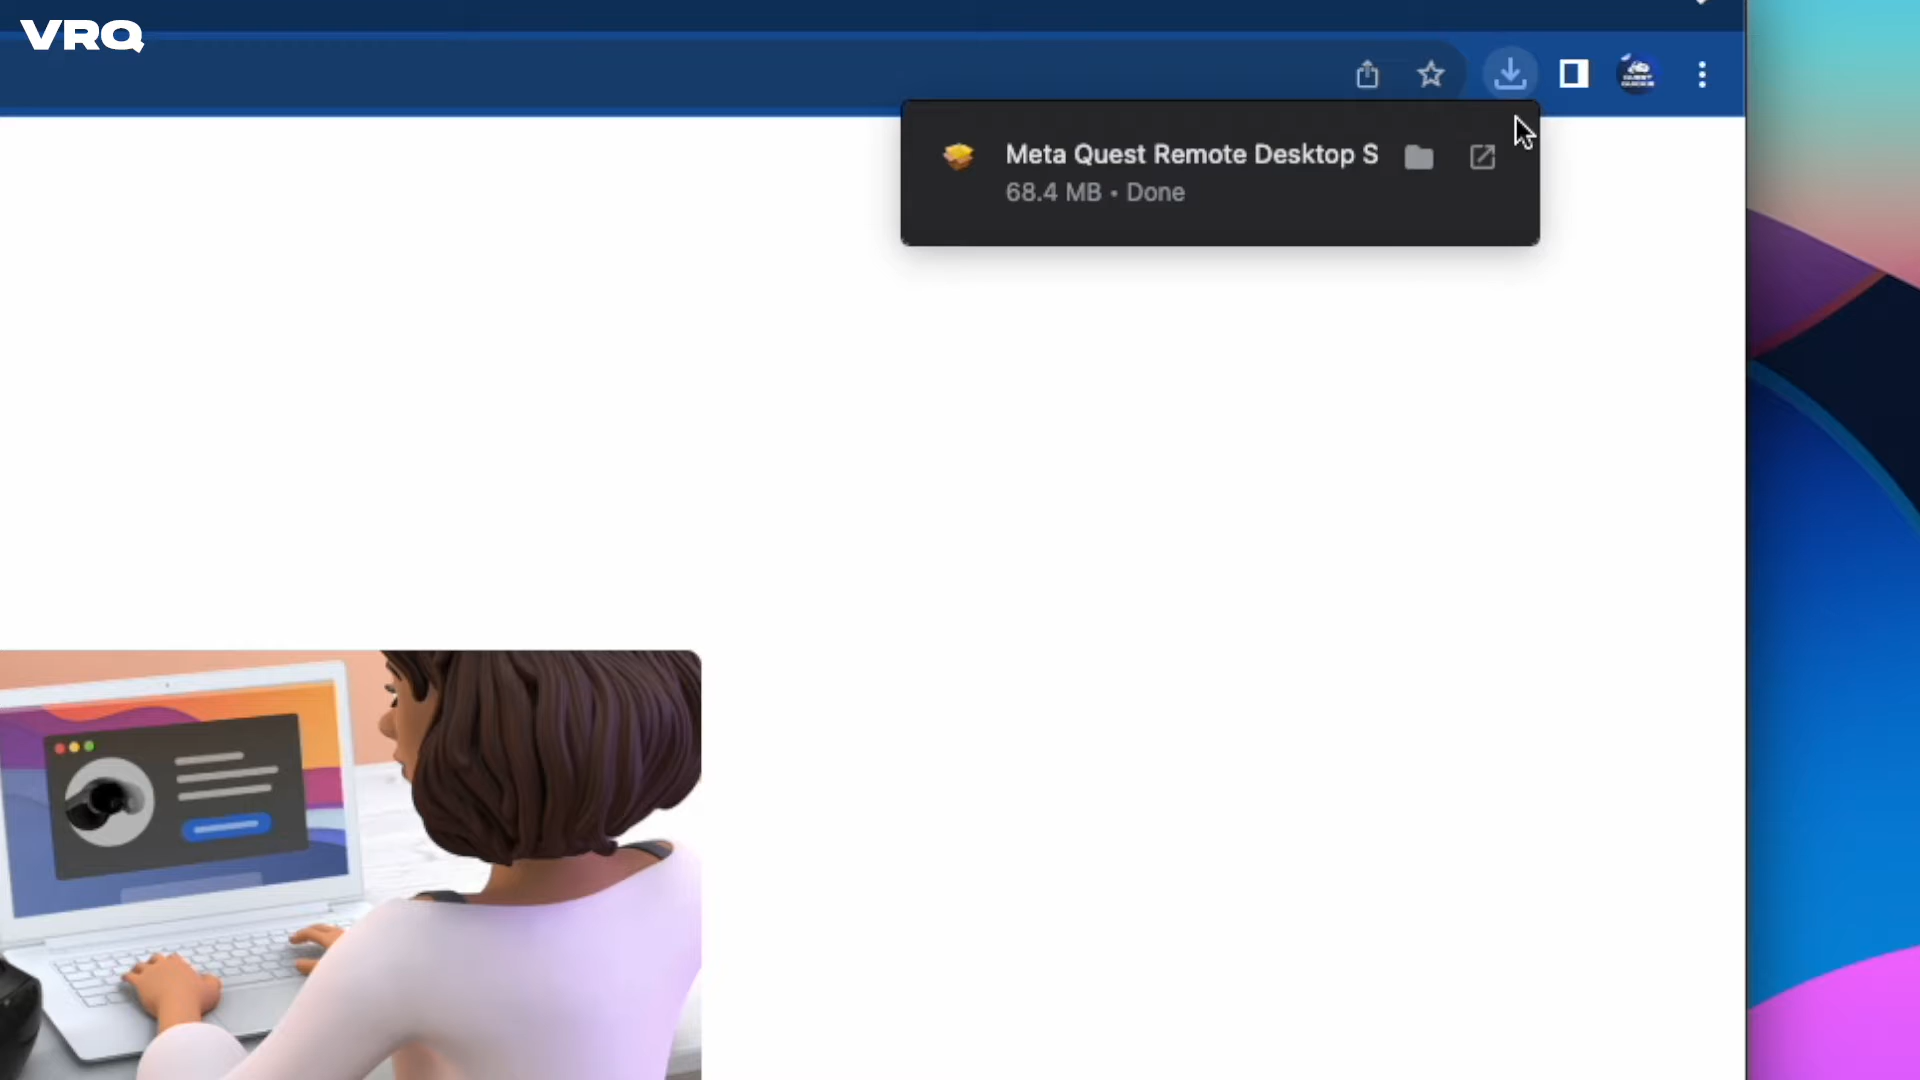 VRQ
Meta Quest Remote Desktop S
68.4 MB • Done